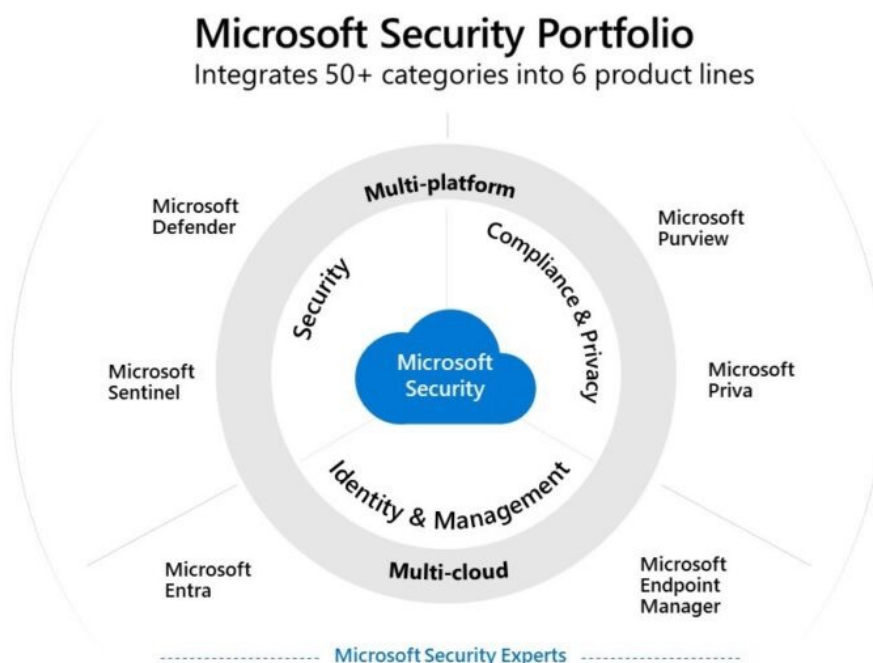 Microsoft Security Portfolio
Integrates 50+ categories into 6 product lines
Multi-platform
Microsoft
Defender
Microsoft
Purview
Security
Compliance & Privacy
Microsoft
Security
Microsoft
Sentinel
Microsoft
Priva
Identity & Management
Multi-cloud
Microsoft
Entra
Microsoft
Endpoint
Manager
Microsoft Security Experts